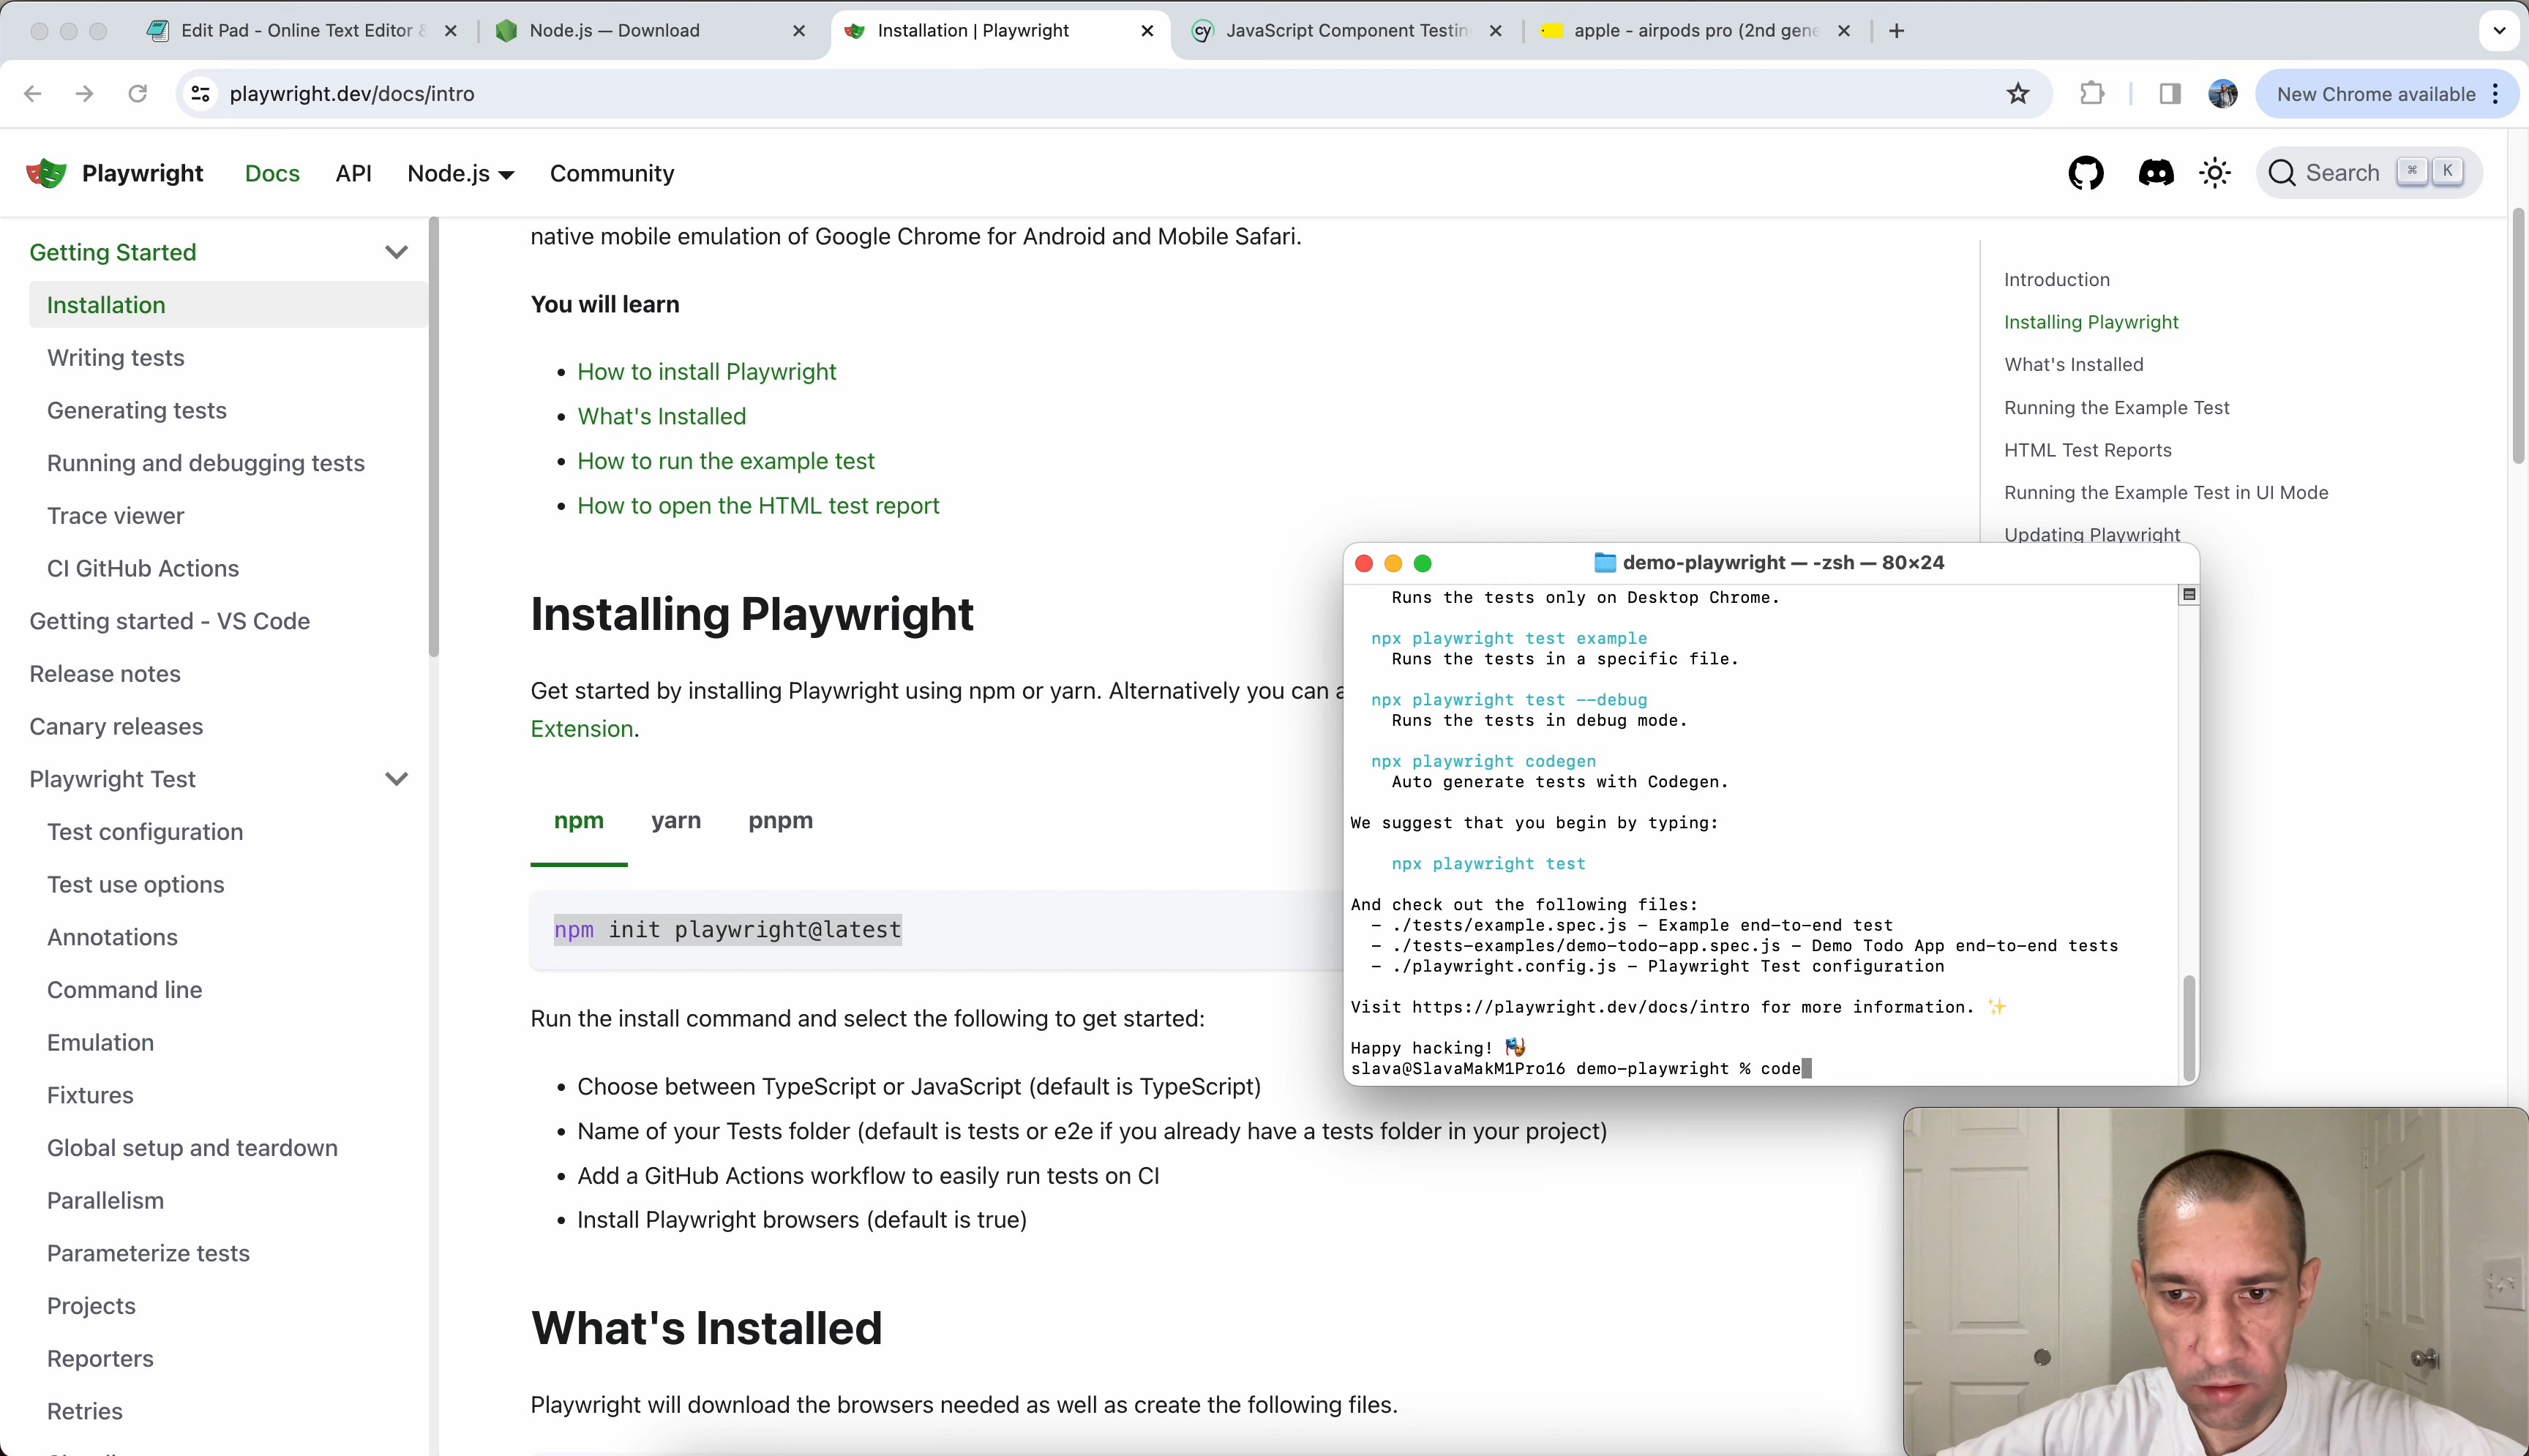 Edit Pad - Online Text Editor &
Node.js — Download
Installation | Playwright
cy
JavaScript Component Testin
apple - airpods pro (2nd gene
playwright.dev/docs/intro
New Chrome available
Playwright
Docs
API
Node.js
Community
Search
⌘
K
Getting Started
Installation
Writing tests
Generating tests
Running and debugging tests
Trace viewer
CI GitHub Actions
Getting started - VS Code
Release notes
Canary releases
Playwright Test
Test configuration
Test use options
Annotations
Command line
Emulation
Fixtures
Global setup and teardown
Parallelism
Parameterize tests
Projects
Reporters
Retries
native mobile emulation of Google Chrome for Android and Mobile Safari.
You will learn
• How to install Playwright
• What's Installed
• How to run the example test
• How to open the HTML test report
Installing Playwright
Get started by installing Playwright using npm or yarn. Alternatively you can a
Extension.
npm
yarn
pnpm
npm init playwright@latest
Run the install command and select the following to get started:
• Choose between TypeScript or JavaScript (default is TypeScript)
• Name of your Tests folder (default is tests or e2e if you already have a tests folder in your project)
• Add a GitHub Actions workflow to easily run tests on CI
• Install Playwright browsers (default is true)
What's Installed
Playwright will download the browsers needed as well as create the following files.
Introduction
Installing Playwright
What's Installed
Running the Example Test
HTML Test Reports
Running the Example Test in UI Mode
Updating Playwright
demo-playwright — -zsh — 80×24
Runs the tests only on Desktop Chrome.
npx playwright test example
Runs the tests in a specific file.
npx playwright test --debug
Runs the tests in debug mode.
npx playwright codegen
Auto generate tests with Codegen.
We suggest that you begin by typing:
npx playwright test
And check out the following files:
- ./tests/example.spec.js - Example end-to-end test
- ./tests-examples/demo-todo-app.spec.js - Demo Todo App end-to-end tests
- ./playwright.config.js - Playwright Test configuration
Visit https://playwright.dev/docs/intro for more information. ✨
Happy hacking! 🎭
slava@SlavaMakM1Pro16 demo-playwright % code